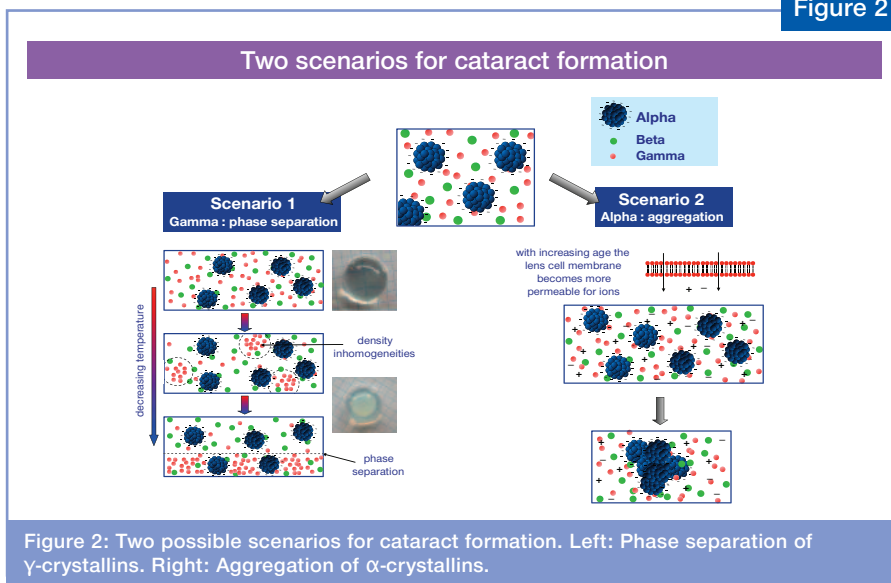 Figure 2
Two scenarios for cataract formation
Alpha
Beta
Gamma
Scenario 1
Gamma : phase separation
Scenario 2
Alpha : aggregation
with increasing age the
lens cell membrane
becomes more
permeable for ions
+ −
decreasing temperature
density
inhomogeneities
phase
separation
Figure 2: Two possible scenarios for cataract formation. Left: Phase separation of
γ-crystallins. Right: Aggregation of α-crystallins.